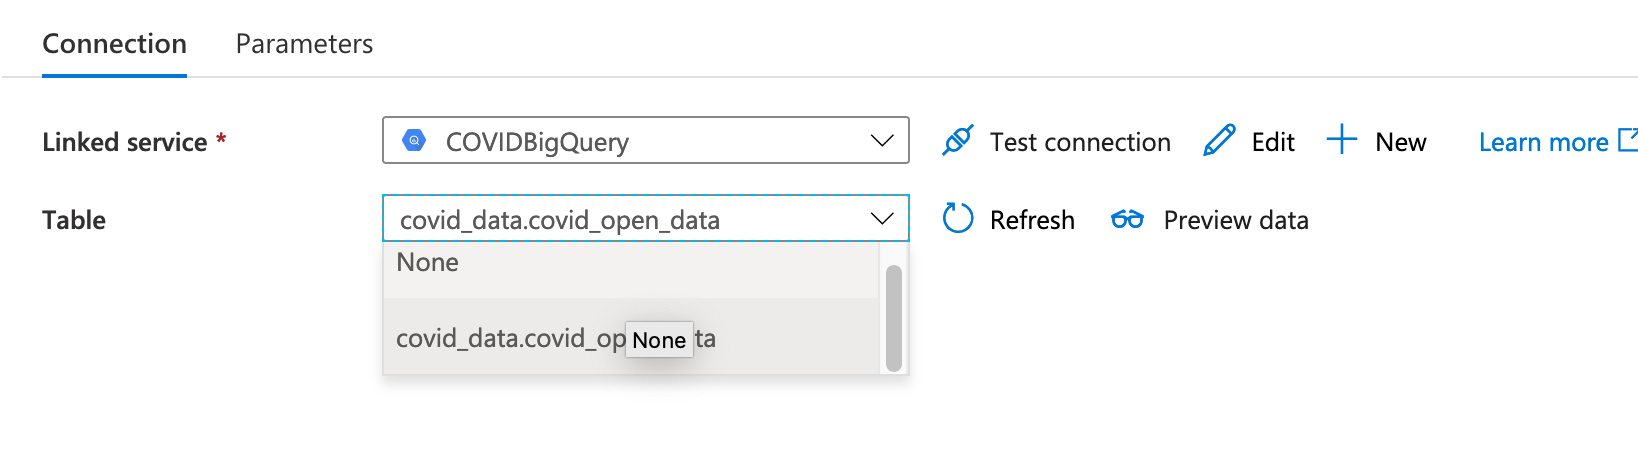 Connection Parameters
Linked service * COVIDBigQuery Test connection Edit New Learn more
Table covid_data.covid_open_data Refresh Preview data
None
covid_data.covid_op None ta